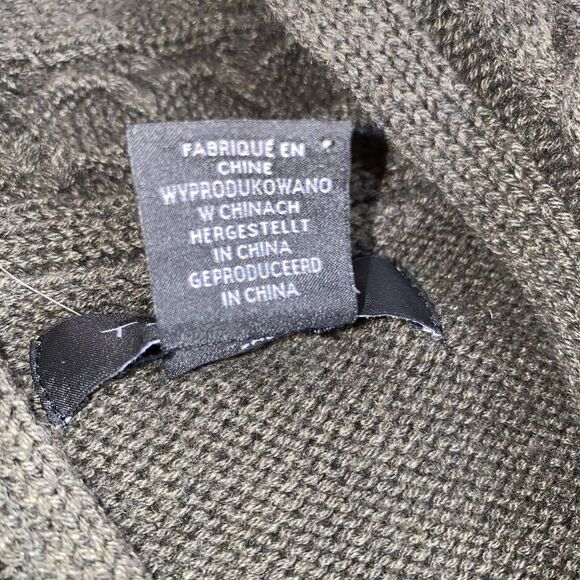 FABRIQUÉ EN
CHINE
WYPRODUKOWANO
W CHINACH
HERGESTELLT
IN CHINA
GEPRODUCEERD
IN CHINA